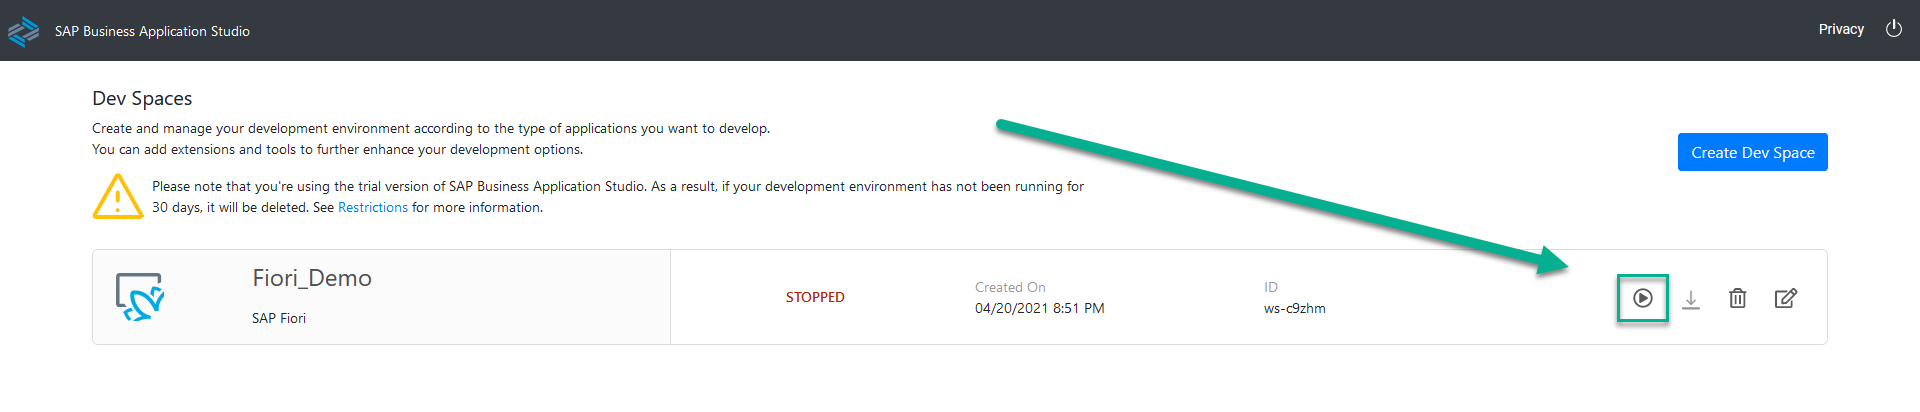 SAP Business Application Studio
Privacy
Dev Spaces
Create and manage your development environment according to the type of applications you want to develop.
You can add extensions and tools to further enhance your development options.
Create Dev Space
Please note that you're using the trial version of SAP Business Application Studio. As a result, if your development environment has not been running for
30 days, it will be deleted. See Restrictions for more information.
Fiori_Demo
SAP Fiori
STOPPED
Created On
04/20/2021 8:51 PM
ID
ws-c9zhm